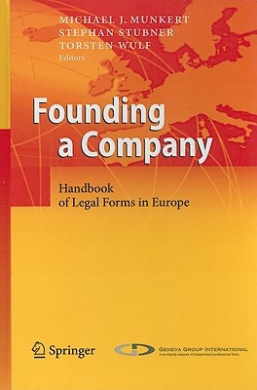 MICHAEL J. MUNKERT
STEPHAN STUBNER
TORSTEN WULF
Editors
Founding
a Company
Handbook
of Legal Forms in Europe
Springer
GENEVA GROUP INTERNATIONAL